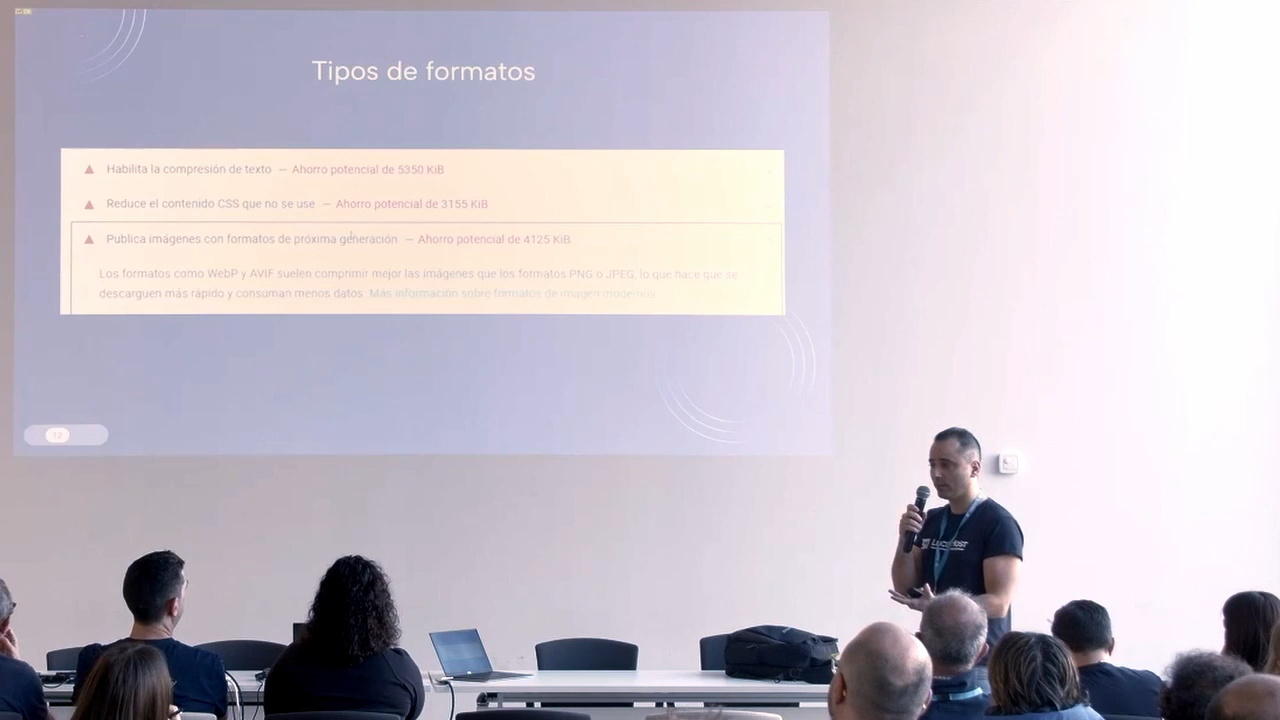 Tipos de formatos
Habilita la compresión de texto — Ahorro potencial de 5350 KiB
Reduce el contenido CSS que no se use — Ahorro potencial de 3155 KiB
Publica imágenes con formatos de próxima generación — Ahorro potencial de 4125 KiB
Los formatos como WebP y AVIF suelen comprimir mejor las imágenes que los formatos PNG o JPEG, lo que hace que se
descarguen más rápido y consuman menos datos. Más información sobre formatos de imagen modernos
12